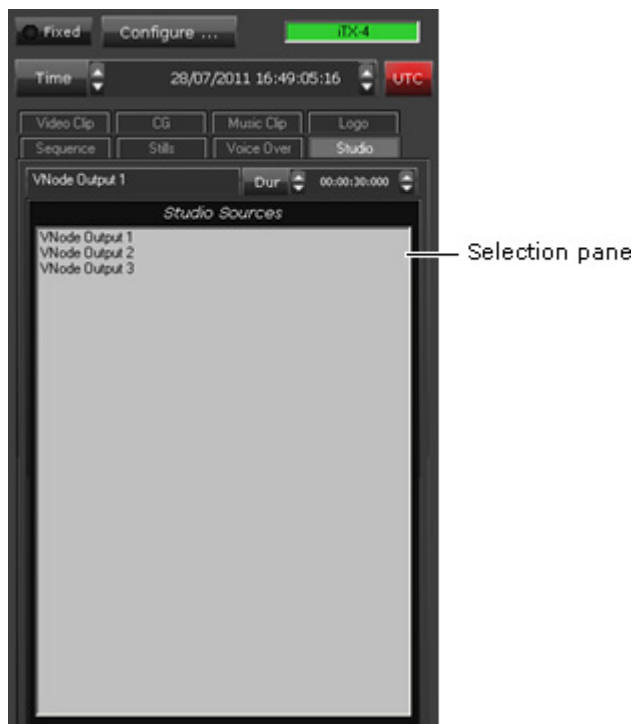 Fixed Configure ... iTX-4
Time 28/07/2011 16:49:05:16 UTC
Video Clip CG Music Clip Logo
Sequence Stills Voice Over Studio
VNode Output 1 Dur 00:00:30:000
Studio Sources
VNode Output 1
VNode Output 2
VNode Output 3
Selection pane